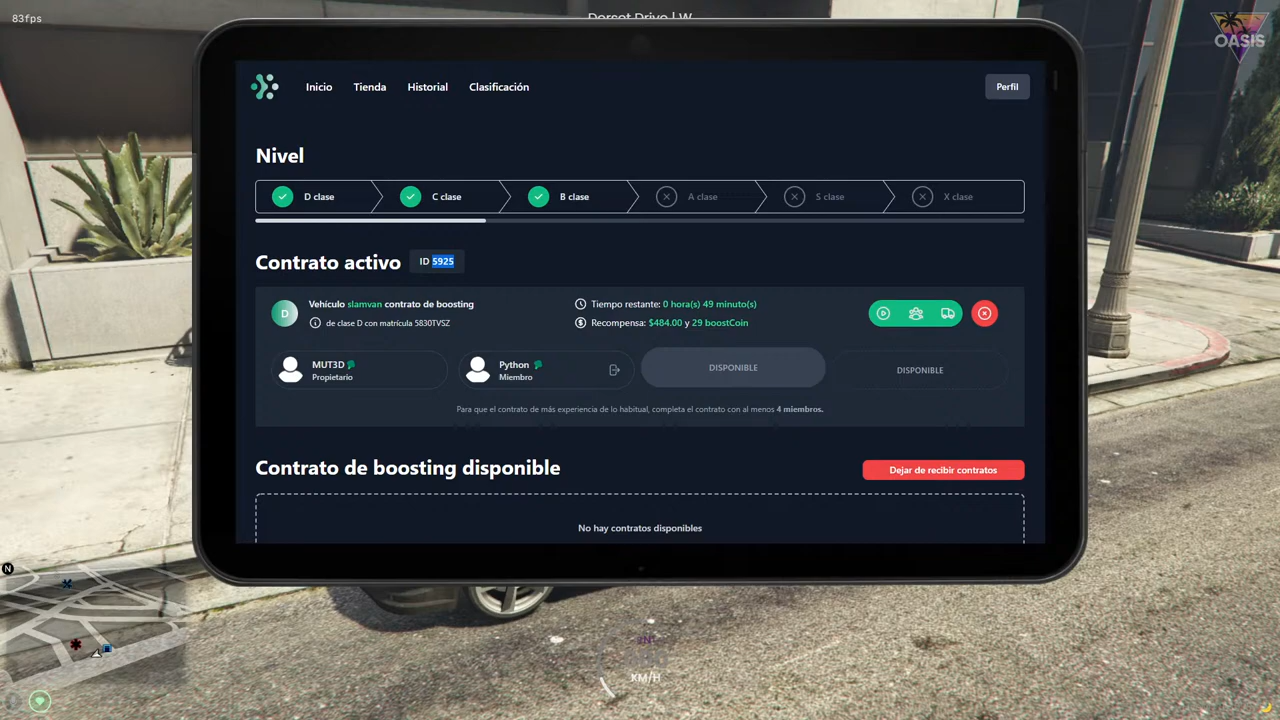 83fps
Dorset Drive | W
OASIS
Inicio
Tienda
Historial
Clasificación
Perfil
Nivel
D clase
C clase
B clase
A clase
S clase
X clase
Contrato activo
ID 5925
D
Vehículo slamvan contrato de boosting
de clase D con matrícula 5830TVSZ
Tiempo restante: 0 hora(s) 49 minuto(s)
Recompensa: $484.00 y 29 boostCoin
MUT3D
Propietario
Python
Miembro
DISPONIBLE
DISPONIBLE
Para que el contrato de más experiencia de lo habitual, completa el contrato con al menos 4 miembros.
Contrato de boosting disponible
Dejar de recibir contratos
No hay contratos disponibles
N
KM/H